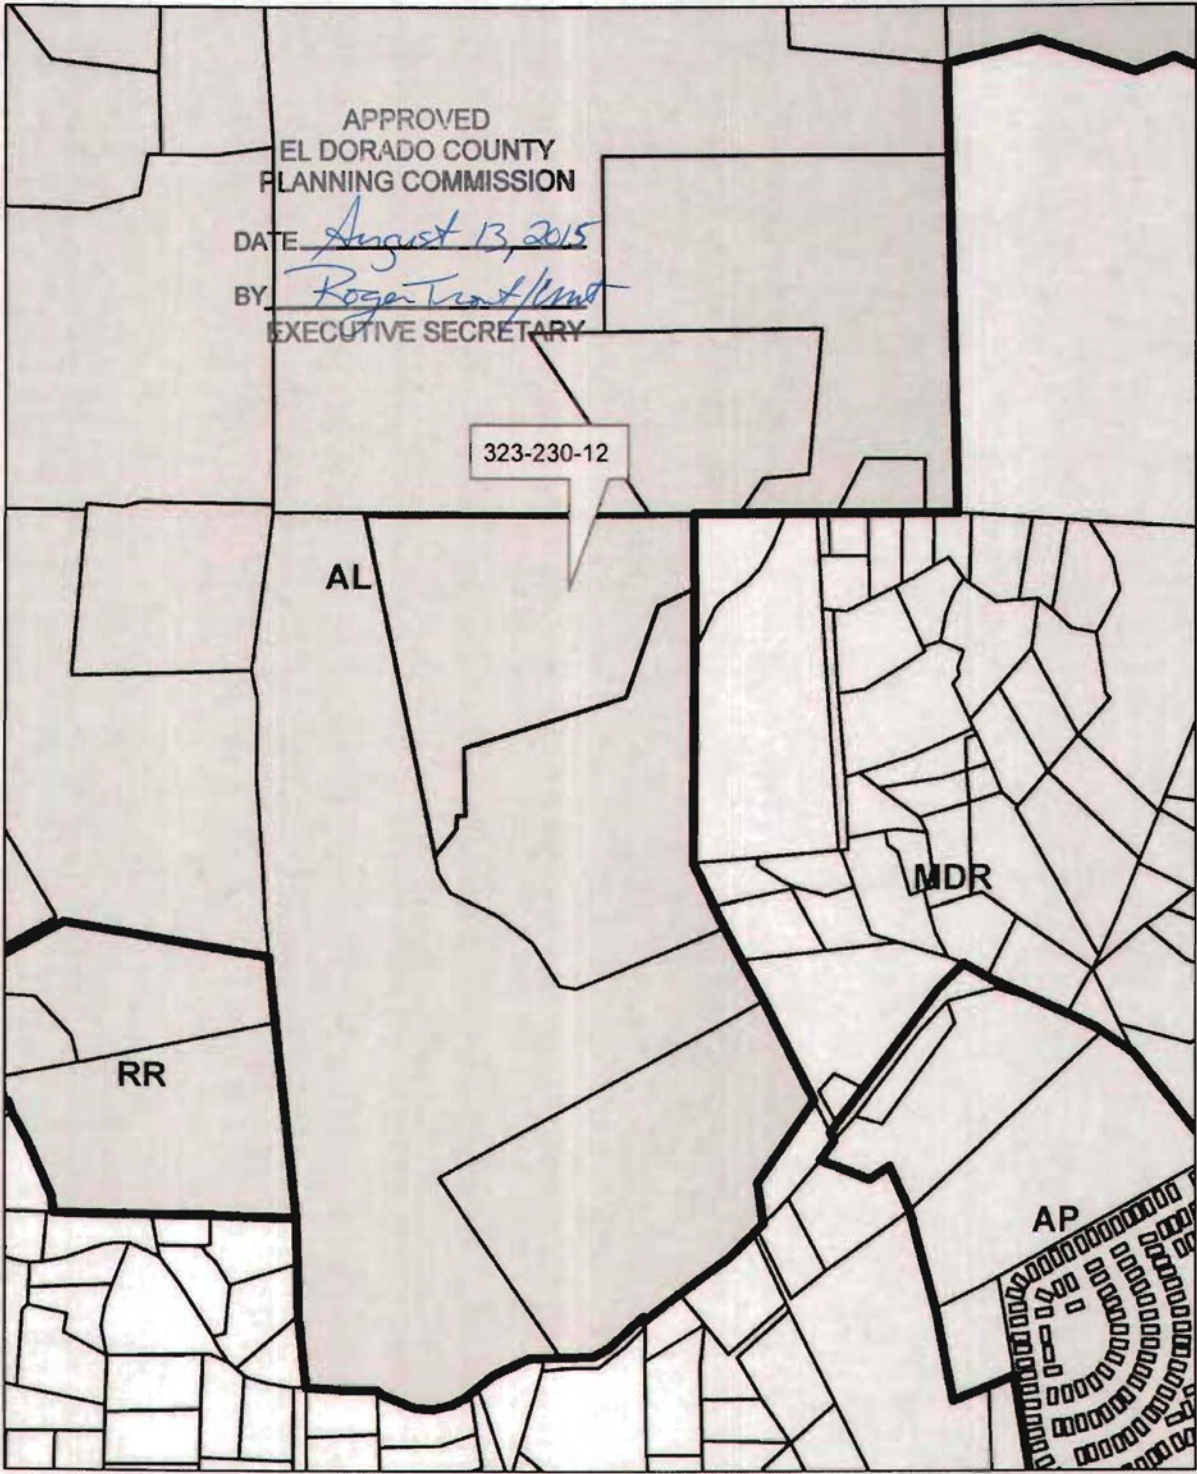 APPROVED
EL DORADO COUNTY
PLANNING COMMISSION
DATE August 13, 2015
BY Roger Trout/
EXECUTIVE SECRETARY
323-230-12
AL
MDR
RR
AP